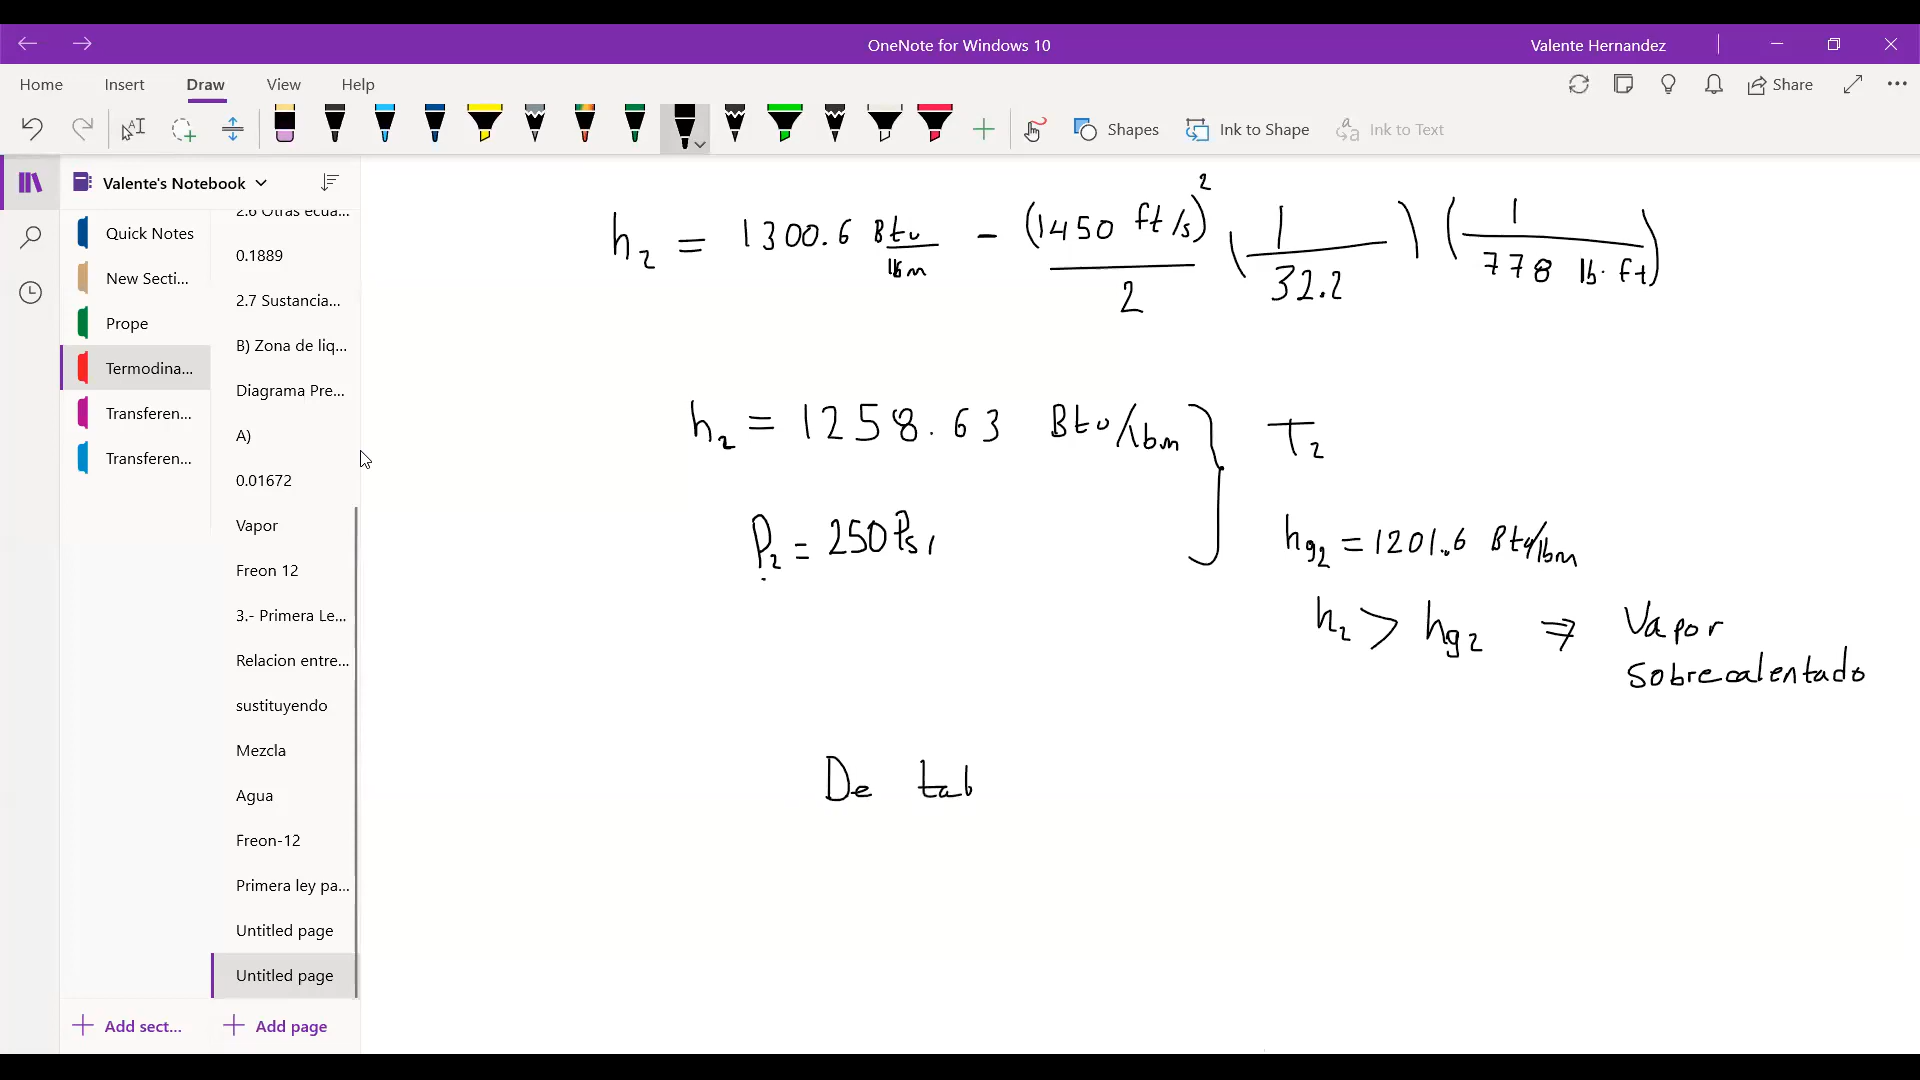 OneNote for Windows 10
Valente Hernandez
Home Insert Draw View Help
Share
Shapes Ink to Shape Ink to Text
Valente's Notebook
Quick Notes
New Secti...
Prope
Termodina...
Transferen...
Transferen...
2.6 Otras ecua...
0.1889
2.7 Sustancia...
B) Zona de liq...
Diagrama Pre...
A)
0.01672
Vapor
Freon 12
3.- Primera Le...
Relacion entre...
sustituyendo
Mezcla
Agua
Freon-12
Primera ley pa...
Untitled page
Untitled page
Add sect...
Add page
h₂ = 1300.6 Btu/lbm - (1450 ft/s)²/2 (1/32.2) (1/778 lb·ft)
h₂ = 1258.63 Btu/lbm } T₂
P₂ = 250 Psi
hg₂ = 1201.6 Btu/lbm
h₂ > hg₂ ⇒ Vapor
sobrecalentado
De tab